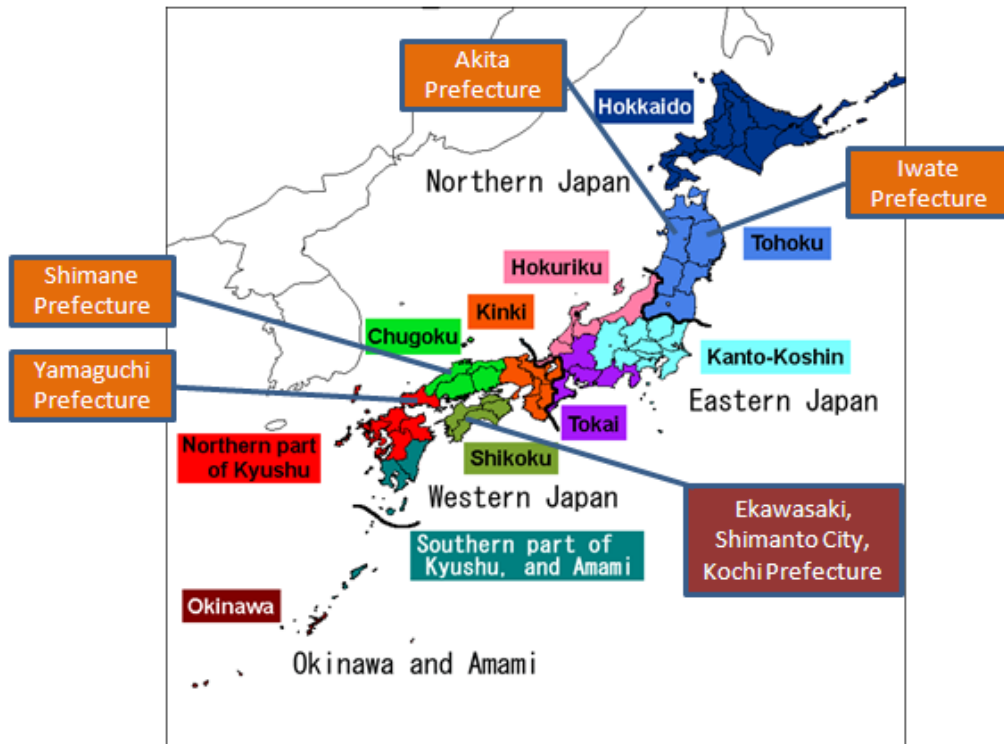 Akita
Prefecture
Hokkaido
Northern Japan
Iwate
Prefecture
Tohoku
Hokuriku
Shimane
Prefecture
Kinki
Chugoku
Kanto-Koshin
Yamaguchi
Prefecture
Eastern Japan
Tokai
Northern part
of Kyushu
Shikoku
Western Japan
Ekawasaki,
Shimanto City,
Kochi Prefecture
Southern part of
Kyushu, and Amami
Okinawa
Okinawa and Amami